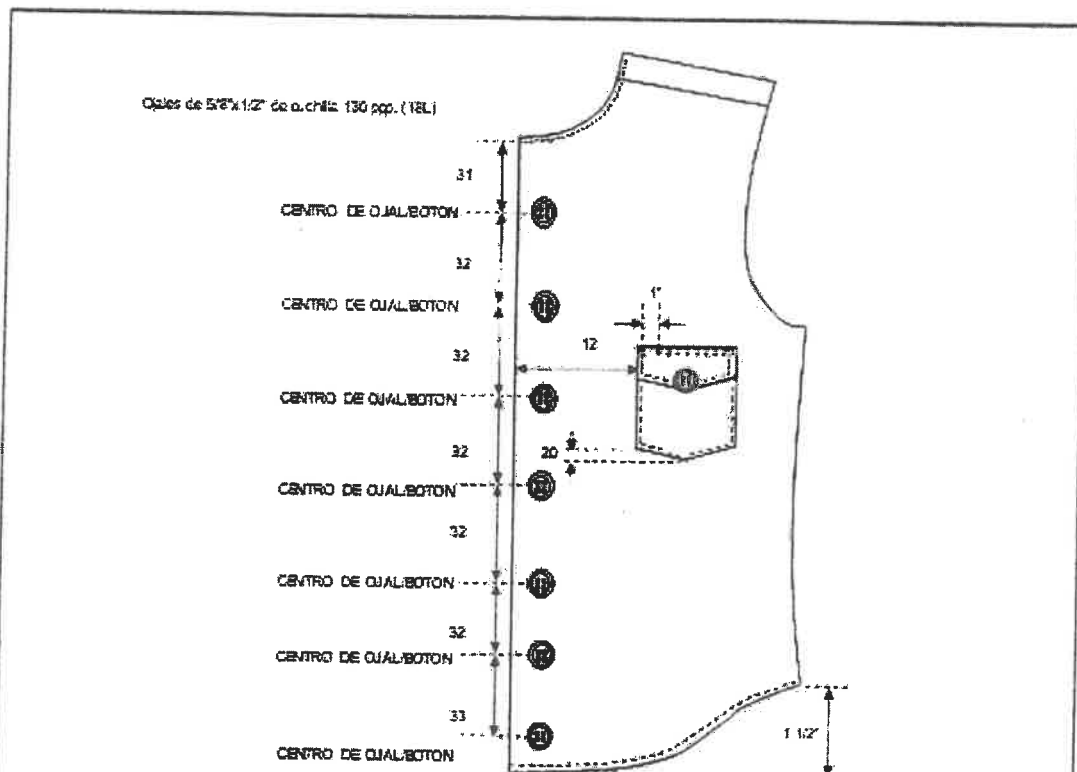 Ojales de 5/8"x1/2" de cuchilla 130 ppp. (18L)
31
CENTRO DE OJAL/BOTON
32
CENTRO DE OJAL/BOTON
1"
32
12
CENTRO DE OJAL/BOTON
32
20
CENTRO DE OJAL/BOTON
32
CENTRO DE OJAL/BOTON
32
CENTRO DE OJAL/BOTON
33
1 1/2"
CENTRO DE OJAL/BOTON